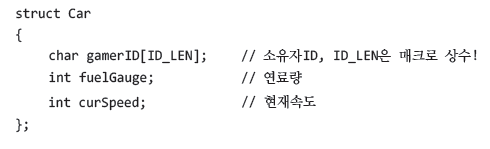 struct Car
{
    char gamerID[ID_LEN];    // 소유자ID, ID_LEN은 매크로 상수!
    int fuelGauge;           // 연료량
    int curSpeed;            // 현재속도
};